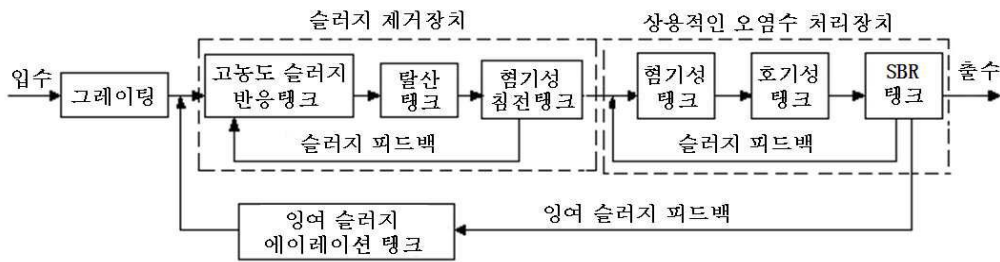 슬러지 제거장치
상용적인 오염수 처리장치
입수
그레이팅
고농도 슬러지
반응탱크
탈산
탱크
혐기성
침전탱크
슬러지 피드백
혐기성
탱크
호기성
탱크
SBR
탱크
출수
슬러지 피드백
잉여 슬러지
에이레이션 탱크
잉여 슬러지 피드백